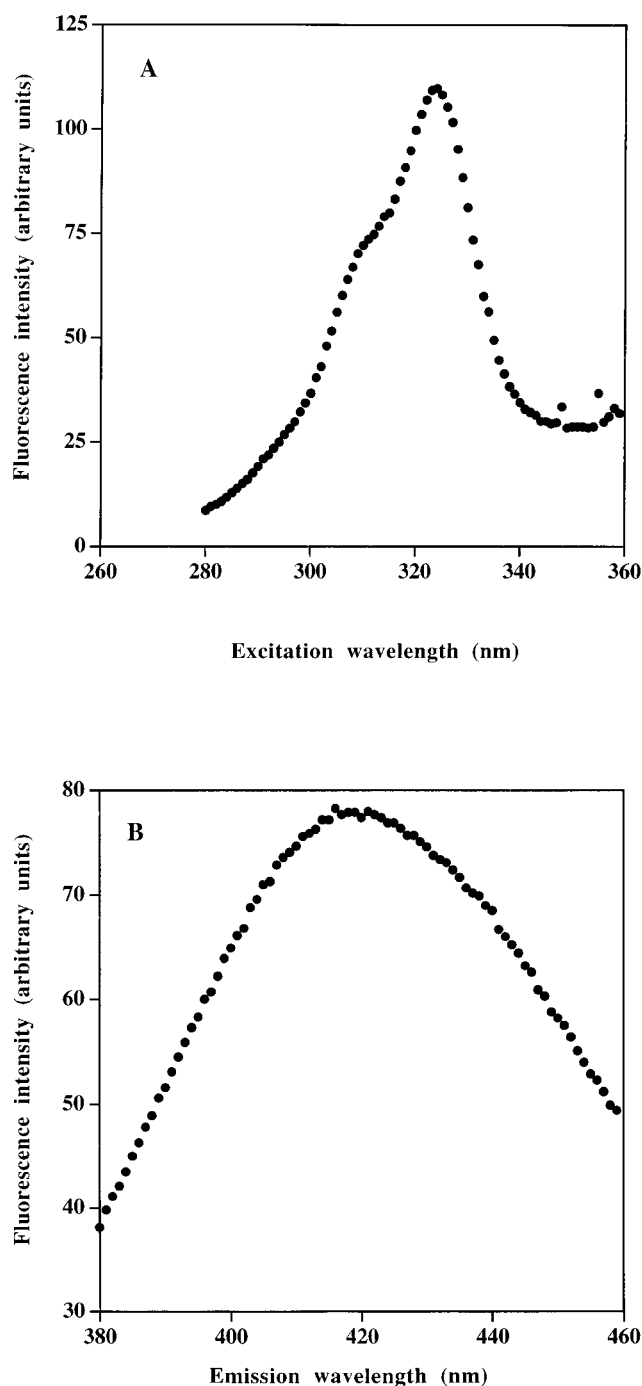 125
A
100
75
50
25
0
260 280 300 320 340 360
Fluorescence intensity (arbitrary units)
Excitation wavelength (nm)
80
B
70
60
50
40
30
380 400 420 440 460
Fluorescence intensity (arbitrary units)
Emission wavelength (nm)